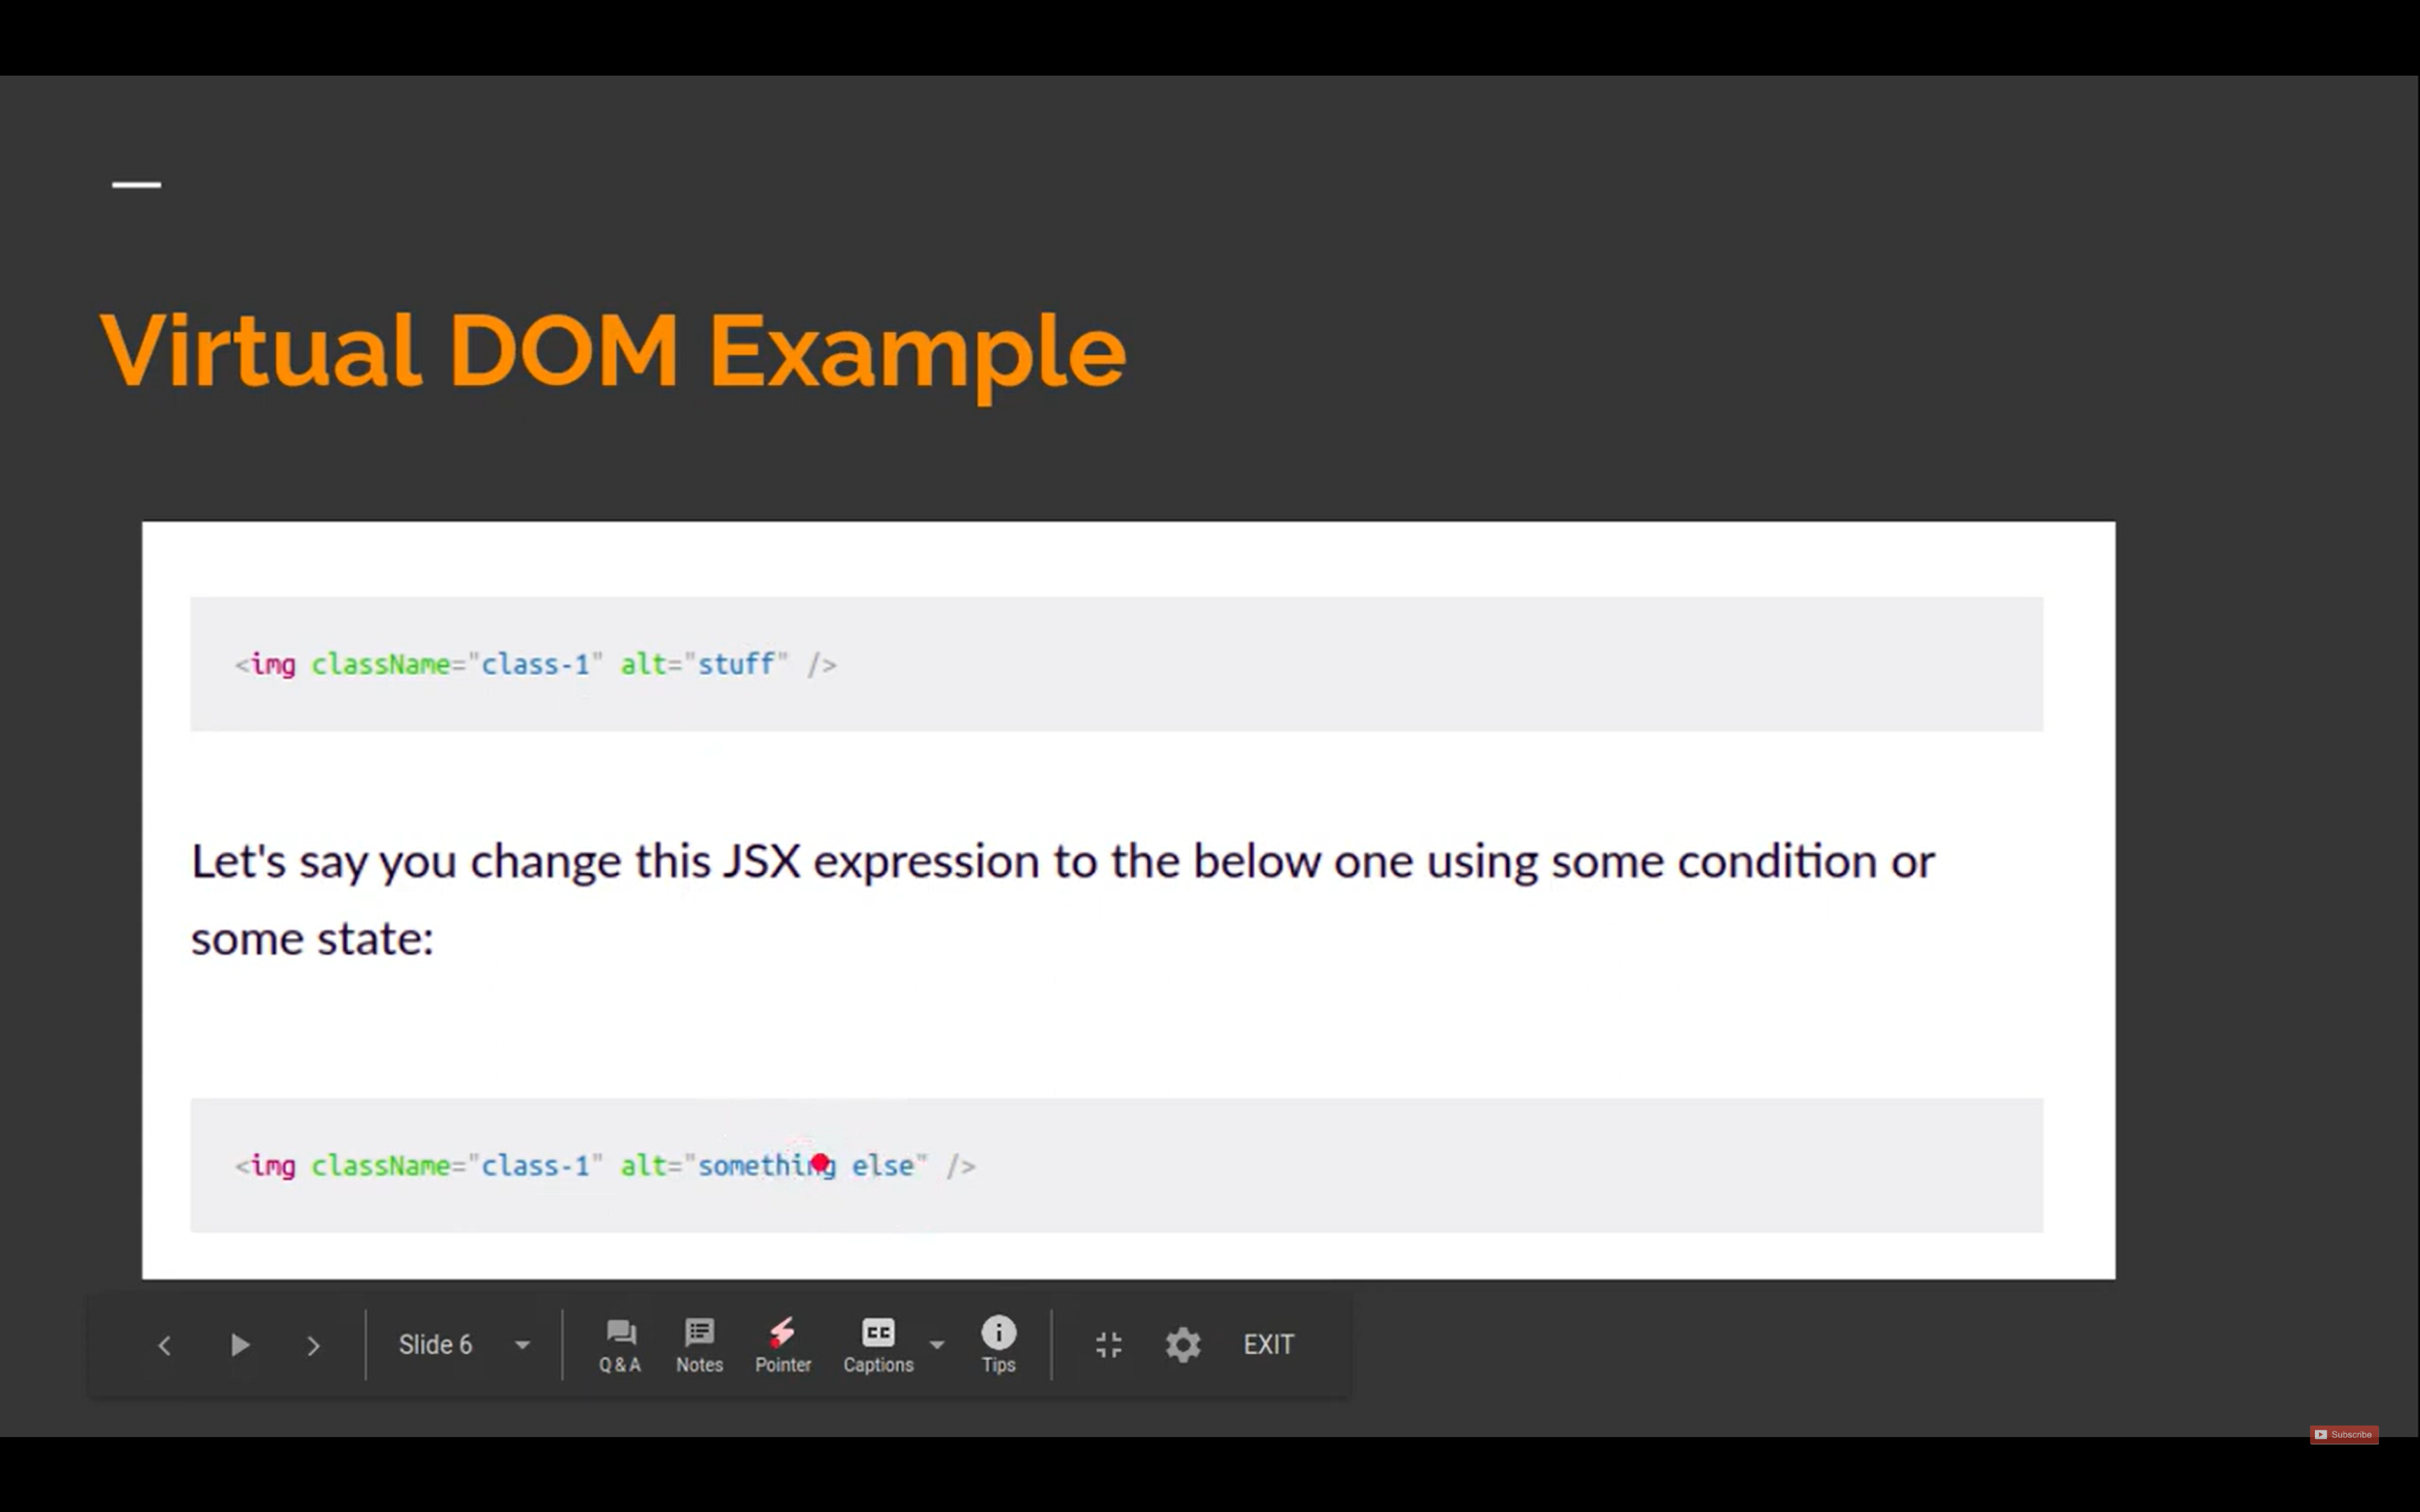 Virtual DOM Example
<img className="class-1" alt="stuff" />
Let's say you change this JSX expression to the below one using some condition or
some state:
<img className="class-1" alt="something else" />
Slide 6
Q & A
Notes
Pointer
CC
Captions
Tips
EXIT
Subscribe